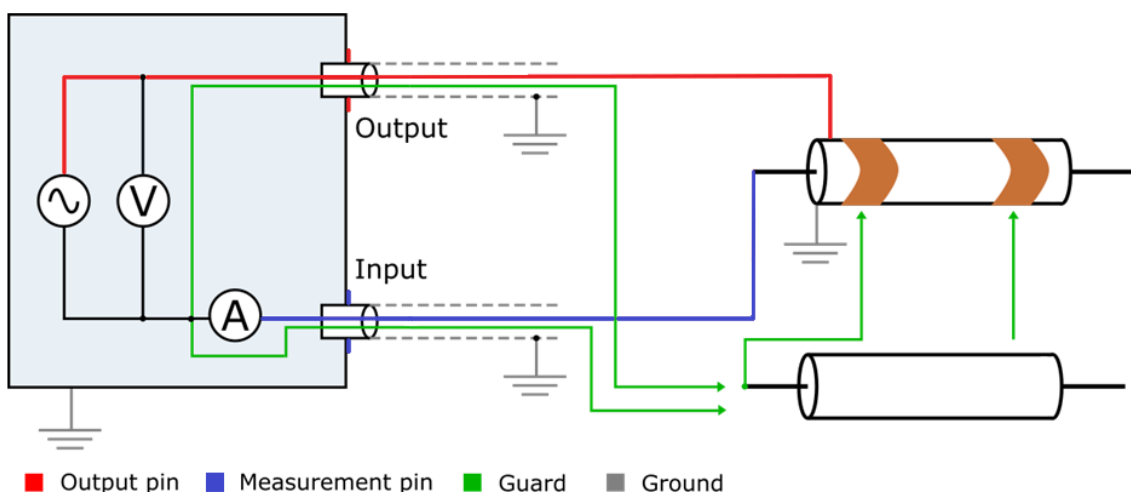 Output
V
Input
A
Output pin Measurement pin Guard Ground